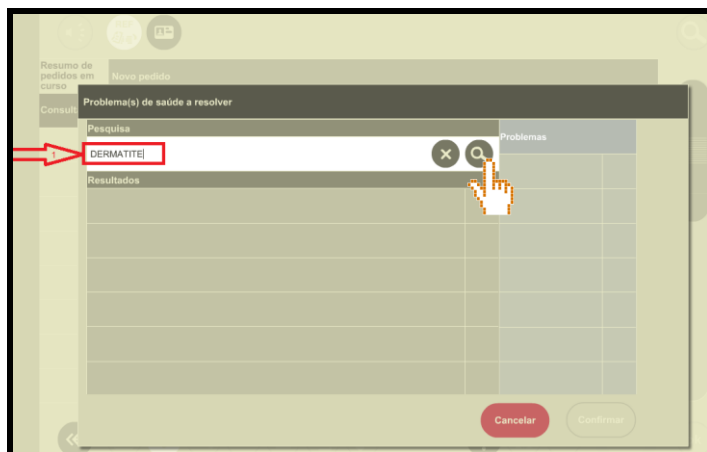 Resumo de
pedidos em
curso
Novo pedido
Consult
Problema(s) de saúde a resolver
Pesquisa
Problemas
1
DERMATITE
Resultados
Cancelar
Confirmar